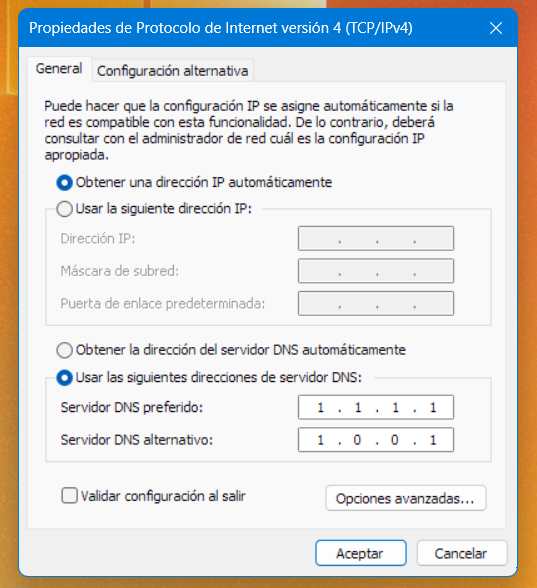 Propiedades de Protocolo de Internet versión 4 (TCP/IPv4)
General
Configuración alternativa
Puede hacer que la configuración IP se asigne automáticamente si la
red es compatible con esta funcionalidad. De lo contrario, deberá
consultar con el administrador de red cuál es la configuración IP
apropiada.
Obtener una dirección IP automáticamente
Usar la siguiente dirección IP:
Dirección IP:
. . .
Máscara de subred:
. . .
Puerta de enlace predeterminada:
. . .
Obtener la dirección del servidor DNS automáticamente
Usar las siguientes direcciones de servidor DNS:
Servidor DNS preferido:
1 . 1 . 1 . 1
Servidor DNS alternativo:
1 . 0 . 0 . 1
Validar configuración al salir
Opciones avanzadas...
Aceptar
Cancelar